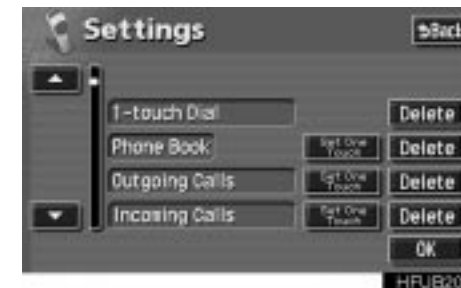 Settings
Back
1-touch Dial
Delete
Phone Book
Set One
Touch
Delete
Outgoing Calls
Set One
Touch
Delete
Incoming Calls
Set One
Touch
Delete
OK
HFUB20